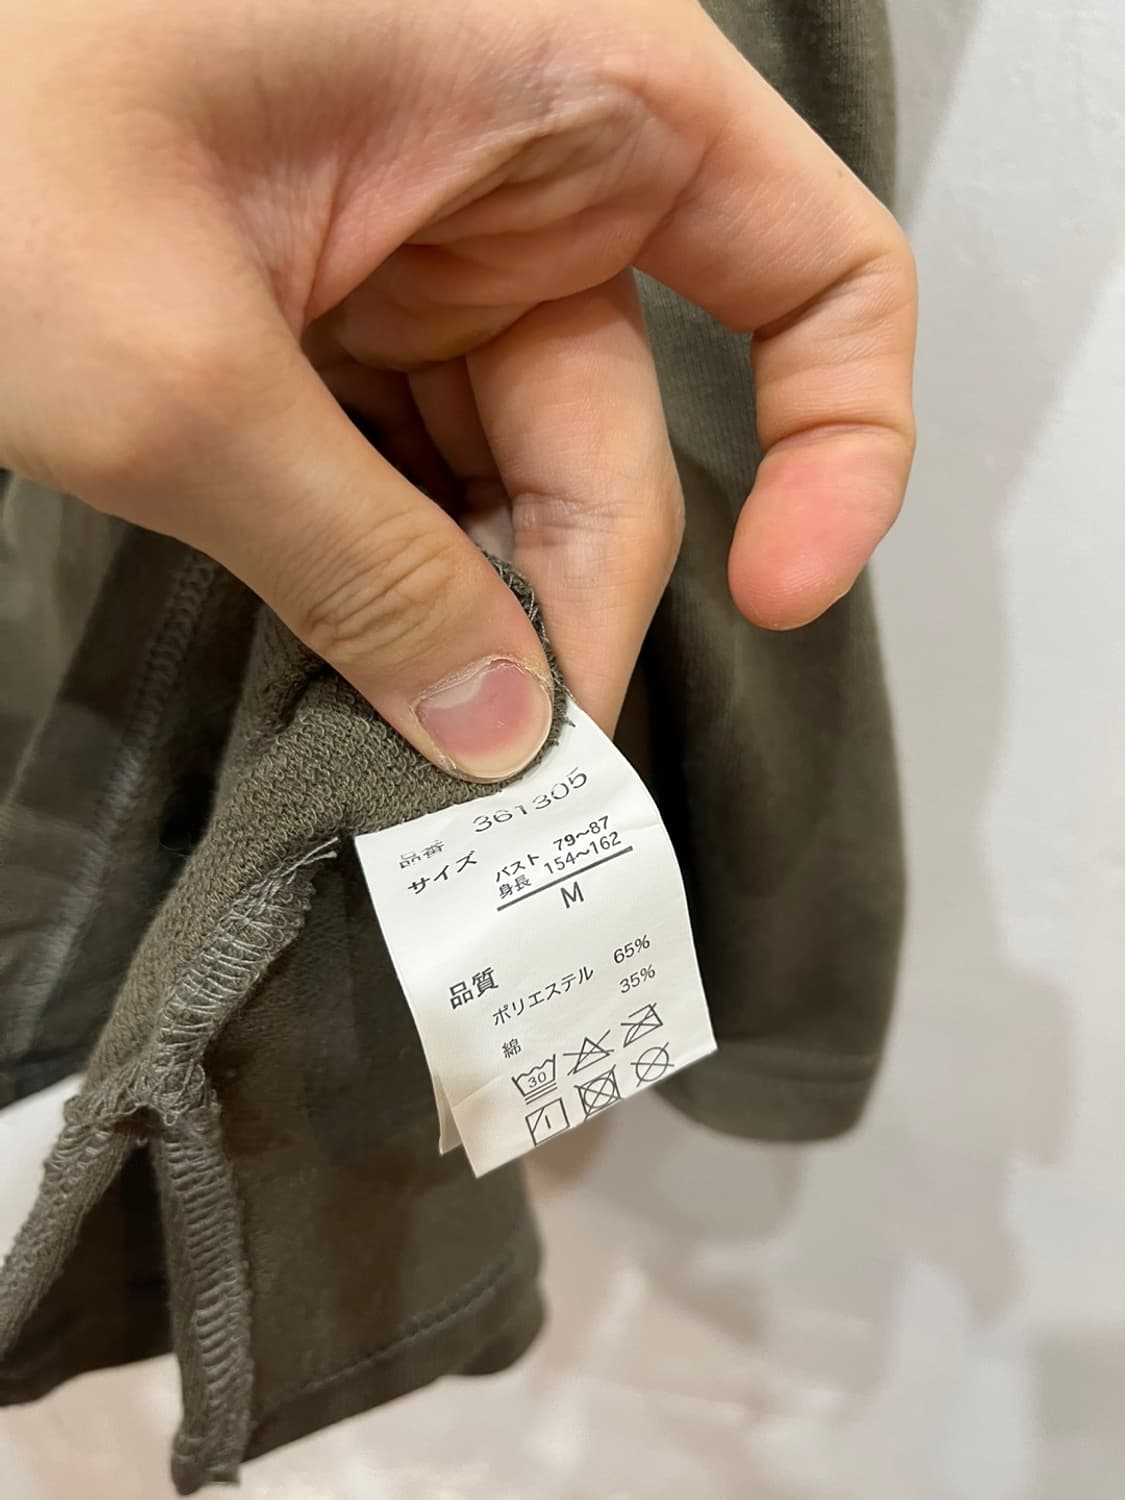 品番 361305
サイズ バスト 79〜87
身長 154〜162
M
品質
ポリエステル 65%
綿 35%
30